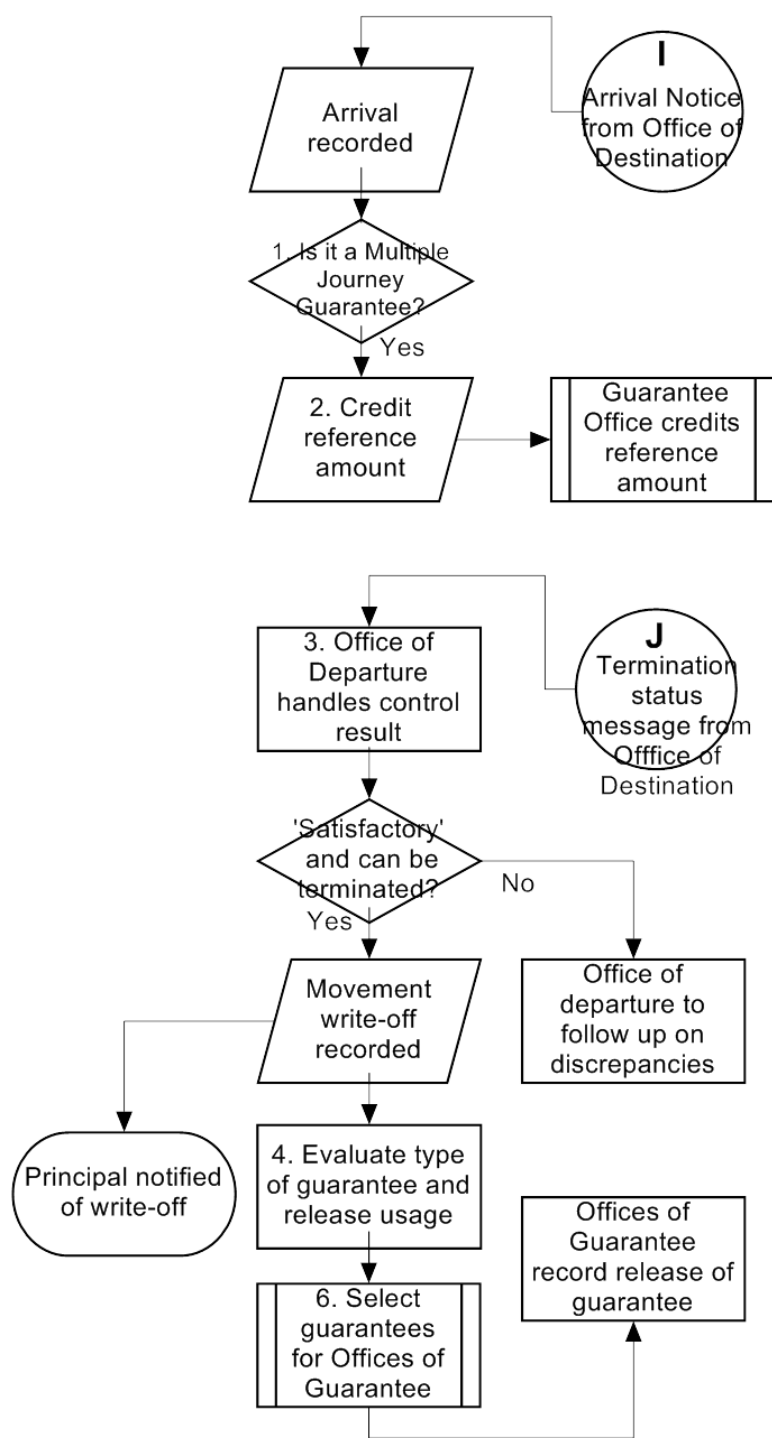 I
Arrival Notice
from Office of
Destination
Arrival
recorded
1. Is it a Multiple
Journey
Guarantee?
Yes
2. Credit
reference
amount
Guarantee
Office credits
reference
amount
J
Termination
status
message from
Offfice of
Destination
3. Office of
Departure
handles control
result
'Satisfactory'
and can be
terminated?
No
Yes
Movement
write-off
recorded
Office of
departure to
follow up on
discrepancies
Principal notified
of write-off
4. Evaluate type
of guarantee and
release usage
Offices of
Guarantee
record release of
guarantee
6. Select
guarantees
for Offices of
Guarantee